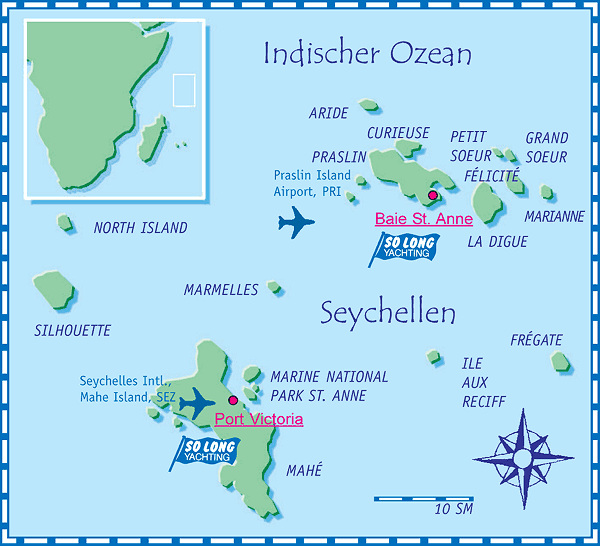 Indischer Ozean
ARIDE
CURIEUSE
PETIT
SOEUR
GRAND
SOEUR
PRASLIN
FÉLICITÉ
Praslin Island
Airport, PRI
Baie St. Anne
MARIANNE
SO LONG
YACHTING
LA DIGUE
NORTH ISLAND
MARMELLES
Seychellen
SILHOUETTE
FRÉGATE
ILE
AUX
RECIFF
Seychelles Intl.,
Mahe Island, SEZ
MARINE NATIONAL
PARK ST. ANNE
Port Victoria
SO LONG
YACHTING
MAHÉ
10 SM